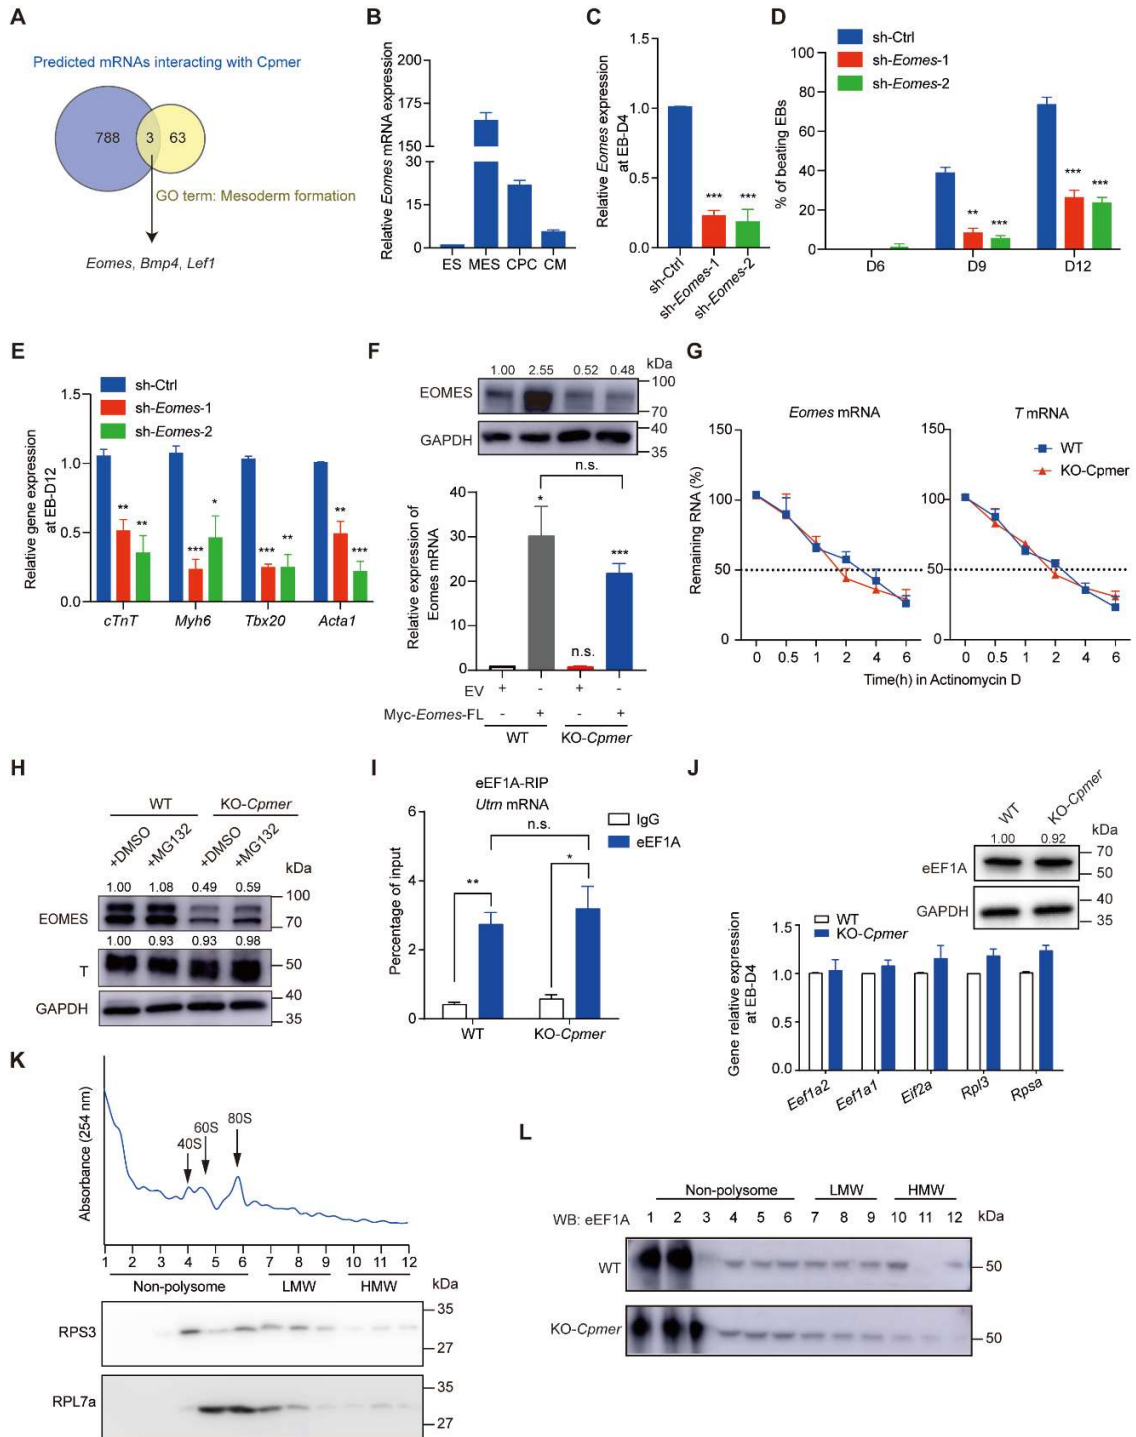 A
Predicted mRNAs interacting with Cpmer
788
3
63
GO term: Mesoderm formation
Eomes, Bmp4, Lef1
B
Relative Eomes mRNA expression
200
175
150
30
15
0
ES
MES
CPC
CM
C
Relative Eomes expression
at EB-D4
1.5
1.0
0.5
0.0
***
***
sh-Ctrl
sh-Eomes-1
sh-Eomes-2
D
sh-Ctrl
sh-Eomes-1
sh-Eomes-2
% of beating EBs
100
80
60
40
20
0
**
***
***
***
D6
D9
D12
E
sh-Ctrl
sh-Eomes-1
sh-Eomes-2
Relative gene expression
at EB-D12
1.5
1.0
0.5
0.0
**
**
***
*
***
**
**
***
cTnT
Myh6
Tbx20
Acta1
F
1.00
2.55
0.52
0.48
kDa
EOMES
100
70
GAPDH
40
35
Relative expression of
Eomes mRNA
40
30
20
10
0
n.s.
*
***
n.s.
EV
+
-
+
-
Myc-Eomes-FL
-
+
-
+
WT
KO-Cpmer
G
Eomes mRNA
T mRNA
WT
KO-Cpmer
Remaining RNA (%)
150
100
50
0
150
100
50
0
0
0.5
1
2
4
6
0
0.5
1
2
4
6
Time(h) in Actinomycin D
H
WT
KO-Cpmer
+DMSO
+MG132
+DMSO
+MG132
kDa
1.00
1.08
0.49
0.59
EOMES
100
70
1.00
0.93
0.93
0.98
T
50
GAPDH
40
35
I
eEF1A-RIP
Utrn mRNA
IgG
eEF1A
Percentage of input
6
4
2
0
n.s.
**
*
WT
KO-Cpmer
J
WT
KO-Cpmer
1.00
0.92
kDa
eEF1A
70
50
GAPDH
40
35
WT
KO-Cpmer
Gene relative expression
at EB-D4
1.5
1.0
0.5
0.0
Eef1a2
Eef1a1
Eif2a
Rpl3
Rpsa
K
Absorbance (254 nm)
40S
60S
80S
1
2
3
4
5
6
7
8
9
10
11
12
Non-polysome
LMW
HMW
kDa
RPS3
35
27
RPL7a
35
27
L
Non-polysome
LMW
HMW
WB: eEF1A
1
2
3
4
5
6
7
8
9
10
11
12
kDa
WT
50
KO-Cpmer
50